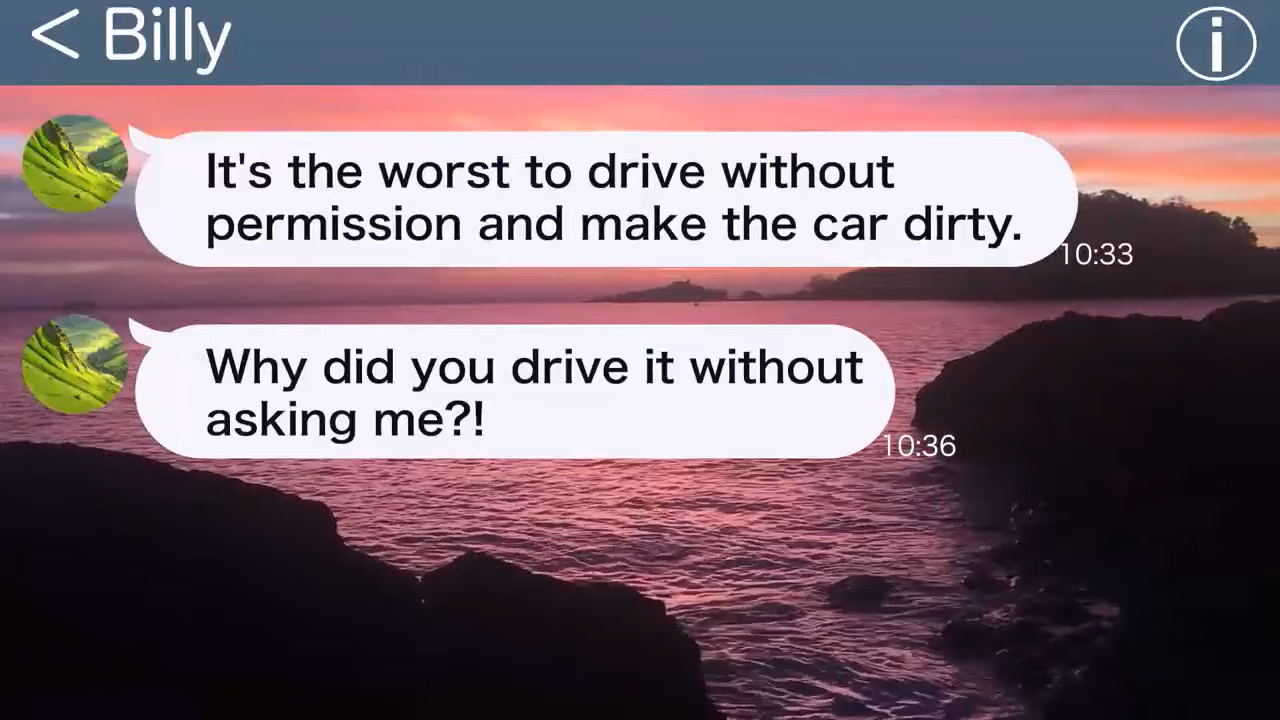 < Billy
It's the worst to drive without
permission and make the car dirty.
10:33
Why did you drive it without
asking me?!
10:36